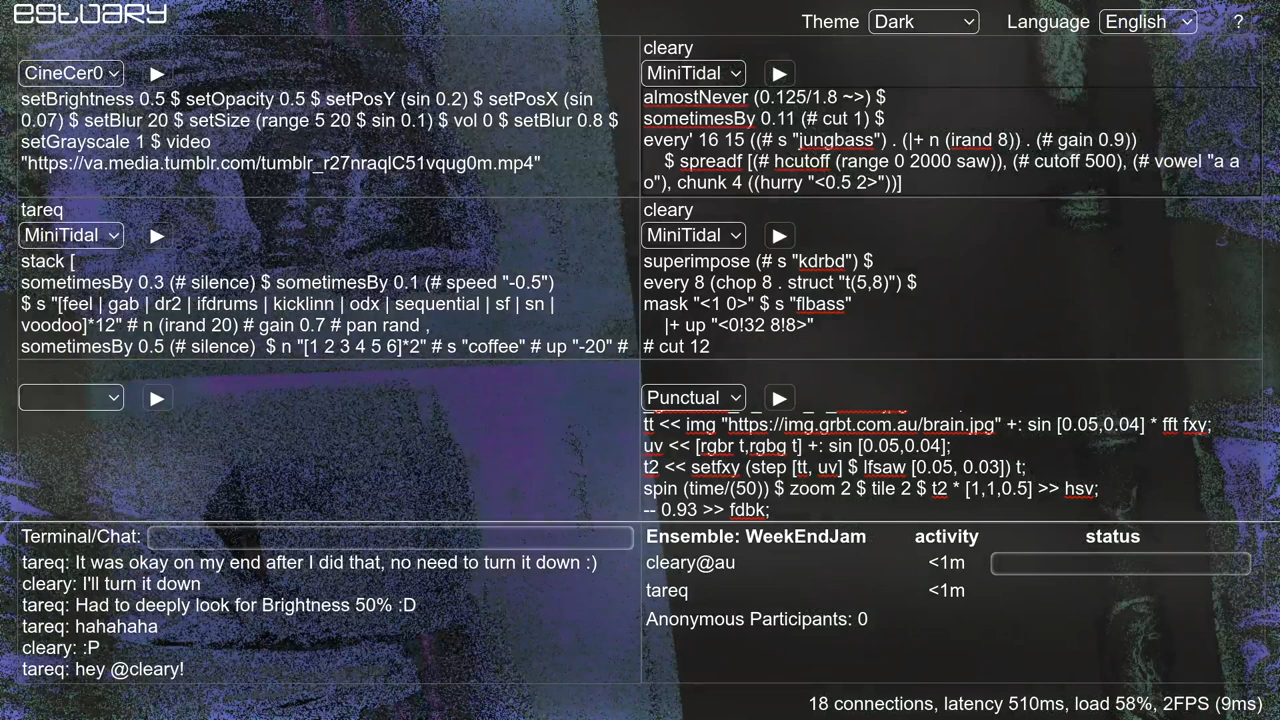 estuary
Theme Dark Language English ?
CineCer0 ▶
setBrightness 0.5 $ setOpacity 0.5 $ setPosY (sin 0.2) $ setPosX (sin
0.07) $ setBlur 20 $ setSize (range 5 20 $ sin 0.1) $ vol 0 $ setBlur 0.8 $
setGrayscale 1 $ video
"https://va.media.tumblr.com/tumblr_r27nraqlC51vqug0m.mp4"
cleary
MiniTidal ▶
almostNever (0.125/1.8 ~>) $
sometimesBy 0.11 (# cut 1) $
every' 16 15 ((# s "jungbass") . (|+ n (irand 8)) . (# gain 0.9))
$ spreadf [(# hcutoff (range 0 2000 saw)), (# cutoff 500), (# vowel "a a
o"), chunk 4 ((hurry "<0.5 2>"))]
tareq
MiniTidal ▶
stack [
sometimesBy 0.3 (# silence) $ sometimesBy 0.1 (# speed "-0.5")
$ s "[feel | gab | dr2 | ifdrums | kicklinn | odx | sequential | sf | sn |
voodoo]*12" # n (irand 20) # gain 0.7 # pan rand ,
sometimesBy 0.5 (# silence)  $ n "[1 2 3 4 5 6]*2" # s "coffee" # up "-20" #
cleary
MiniTidal ▶
superimpose (# s "kdrbd") $
every 8 (chop 8 . struct "t(5,8)") $
mask "<1 0>" $ s "flbass"
|+ up "<0!32 8!8>"
# cut 12
▶
Punctual ▶
tt << img "https://img.grbt.com.au/brain.jpg" +: sin [0.05,0.04] * fft fxy;
uv << [rgbr t,rgbg t] +: sin [0.05,0.04];
t2 << setfxy (step [tt, uv] $ lfsaw [0.05, 0.03]) t;
spin (time/(50)) $ zoom 2 $ tile 2 $ t2 * [1,1,0.5] >> hsv;
-- 0.93 >> fdbk;
Terminal/Chat:
tareq: It was okay on my end after I did that, no need to turn it down :)
cleary: I'll turn it down
tareq: Had to deeply look for Brightness 50% :D
tareq: hahahaha
cleary: :P
tareq: hey @cleary!
Ensemble: WeekEndJam activity status
cleary@au <1m
tareq <1m
Anonymous Participants: 0
18 connections, latency 510ms, load 58%, 2FPS (9ms)